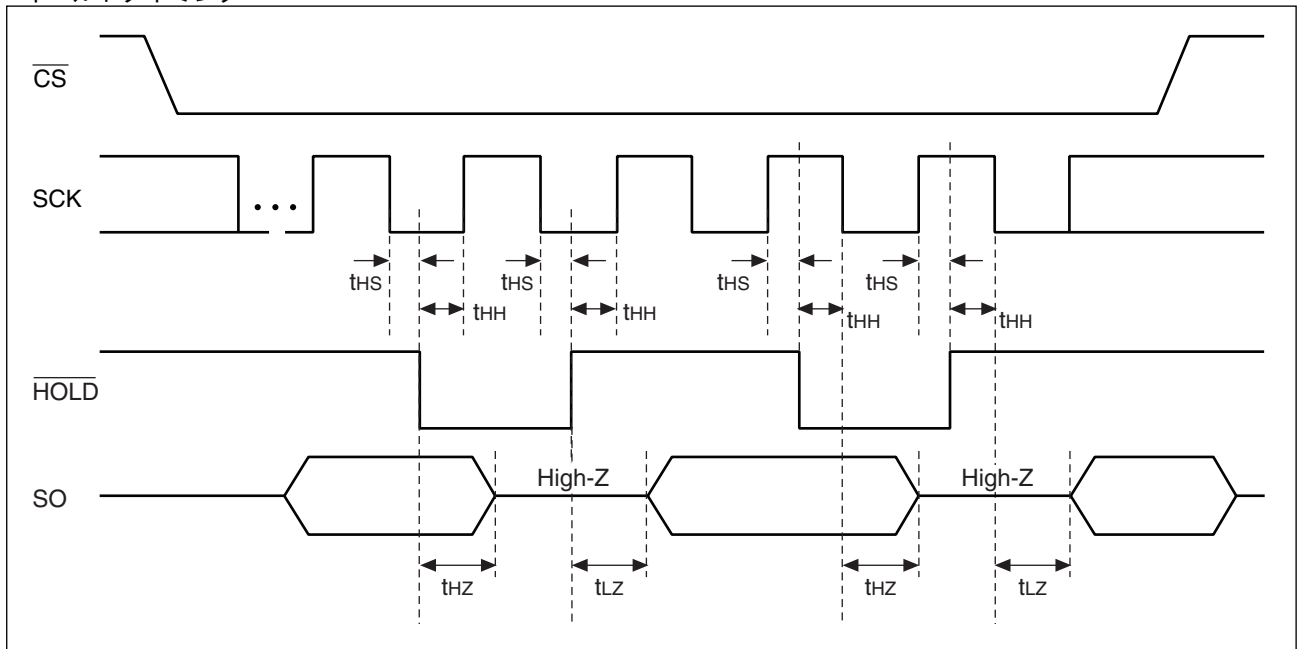 CS
SCK
• • •
tHS
tHS
tHS
tHS
tHH
tHH
tHH
tHH
HOLD
High-Z
High-Z
SO
tHZ
tLZ
tHZ
tLZ